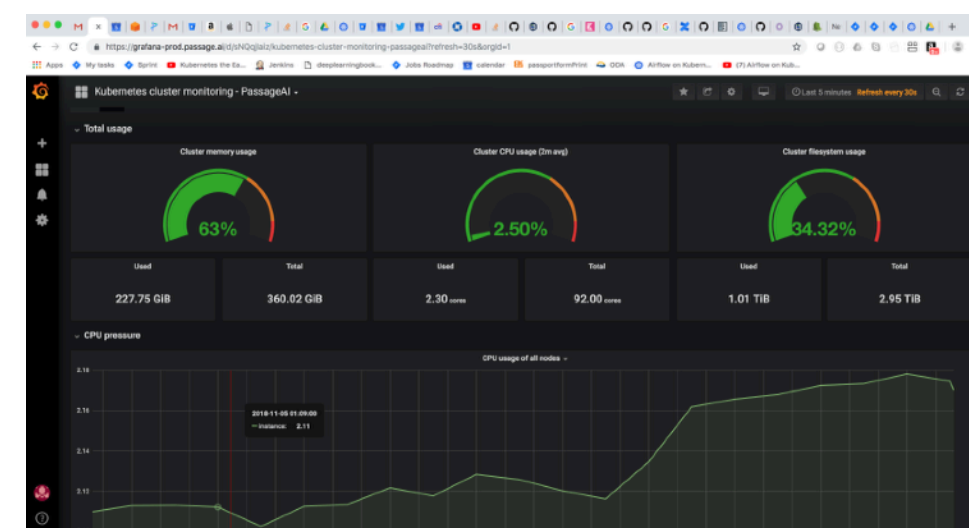 https://grafana-prod.passage.ai/d/sNQqjiaiz/kubernetes-cluster-monitoring-passageai?refresh=30s&orgId=1
Apps My tasks Sprint Kubernetes the Ea... Jenkins deeplearningbook... Jobs Roadmap calendar passportformPrint GDA Airflow on Kubern... (7) Airflow on Kub...
Kubernetes cluster monitoring - PassageAI
Last 5 minutes Refresh every 30s
Total usage
Cluster memory usage Cluster CPU usage (2m avg) Cluster filesystem usage
63% 2.50% 34.32%
Used Total Used Total Used Total
227.75 GiB 360.02 GiB 2.30 cores 92.00 cores 1.01 TiB 2.95 TiB
CPU pressure
CPU usage of all nodes
2.18
2.16
2018-11-05 01:09:00
instance: 2.11
2.14
2.12